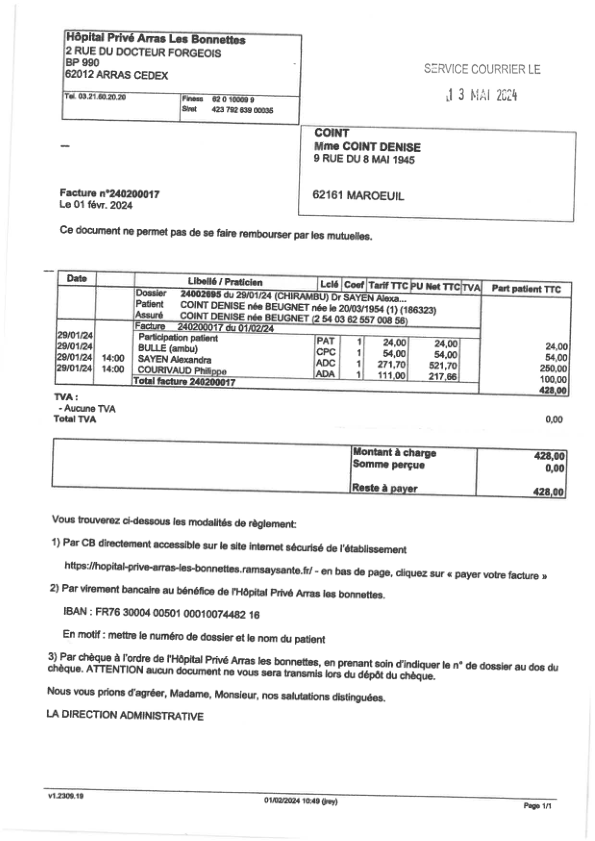 Hôpital Privé Arras Les Bonnettes
2 RUE DU DOCTEUR FORGEOIS
BP 990
62012 ARRAS CEDEX
Tel. 03.21.60.20.20
Finess 62 0 10009 9
Siret 423 792 639 00035
SERVICE COURRIER LE
13 MAI 2024
COINT
Mme COINT DENISE
9 RUE DU 8 MAI 1945
62161 MAROEUIL
Facture n°240200017
Le 01 févr. 2024
Ce document ne permet pas de se faire rembourser par les mutuelles.
Date Libellé / Praticien Lclé Coef Tarif TTC PU Net TTC TVA Part patient TTC
Dossier 24002695 du 29/01/24 (CHIRAMBU) Dr SAYEN Alexa...
Patient COINT DENISE née BEUGNET née le 20/03/1954 (1) (186323)
Assuré COINT DENISE née BEUGNET (2 54 03 62 557 008 56)
Facture 240200017 du 01/02/24
29/01/24 Participation patient PAT 1 24,00 24,00 24,00
29/01/24 BULLE (ambu) CPC 1 54,00 54,00 54,00
29/01/24 14:00 SAYEN Alexandra ADC 1 271,70 521,70 250,00
29/01/24 14:00 COURIVAUD Philippe ADA 1 111,00 217,66 100,00
Total facture 240200017 428,00
TVA :
- Aucune TVA
Total TVA 0,00
Montant à charge 428,00
Somme perçue 0,00
Reste à payer 428,00
Vous trouverez ci-dessous les modalités de règlement:
1) Par CB directement accessible sur le site internet sécurisé de l'établissement
https://hopital-prive-arras-les-bonnettes.ramsaysante.fr/ - en bas de page, cliquez sur « payer votre facture »
2) Par virement bancaire au bénéfice de l'Hôpital Privé Arras les bonnettes.
IBAN : FR76 30004 00501 00010074482 16
En motif : mettre le numéro de dossier et le nom du patient
3) Par chèque à l'ordre de l'Hôpital Privé Arras les bonnettes, en prenant soin d'indiquer le n° de dossier au dos du
chèque. ATTENTION aucun document ne vous sera transmis lors du dépôt du chèque.
Nous vous prions d'agréer, Madame, Monsieur, nos salutations distinguées.
LA DIRECTION ADMINISTRATIVE
v1.2309.19
01/02/2024 10:49 (jrey)
Page 1/1